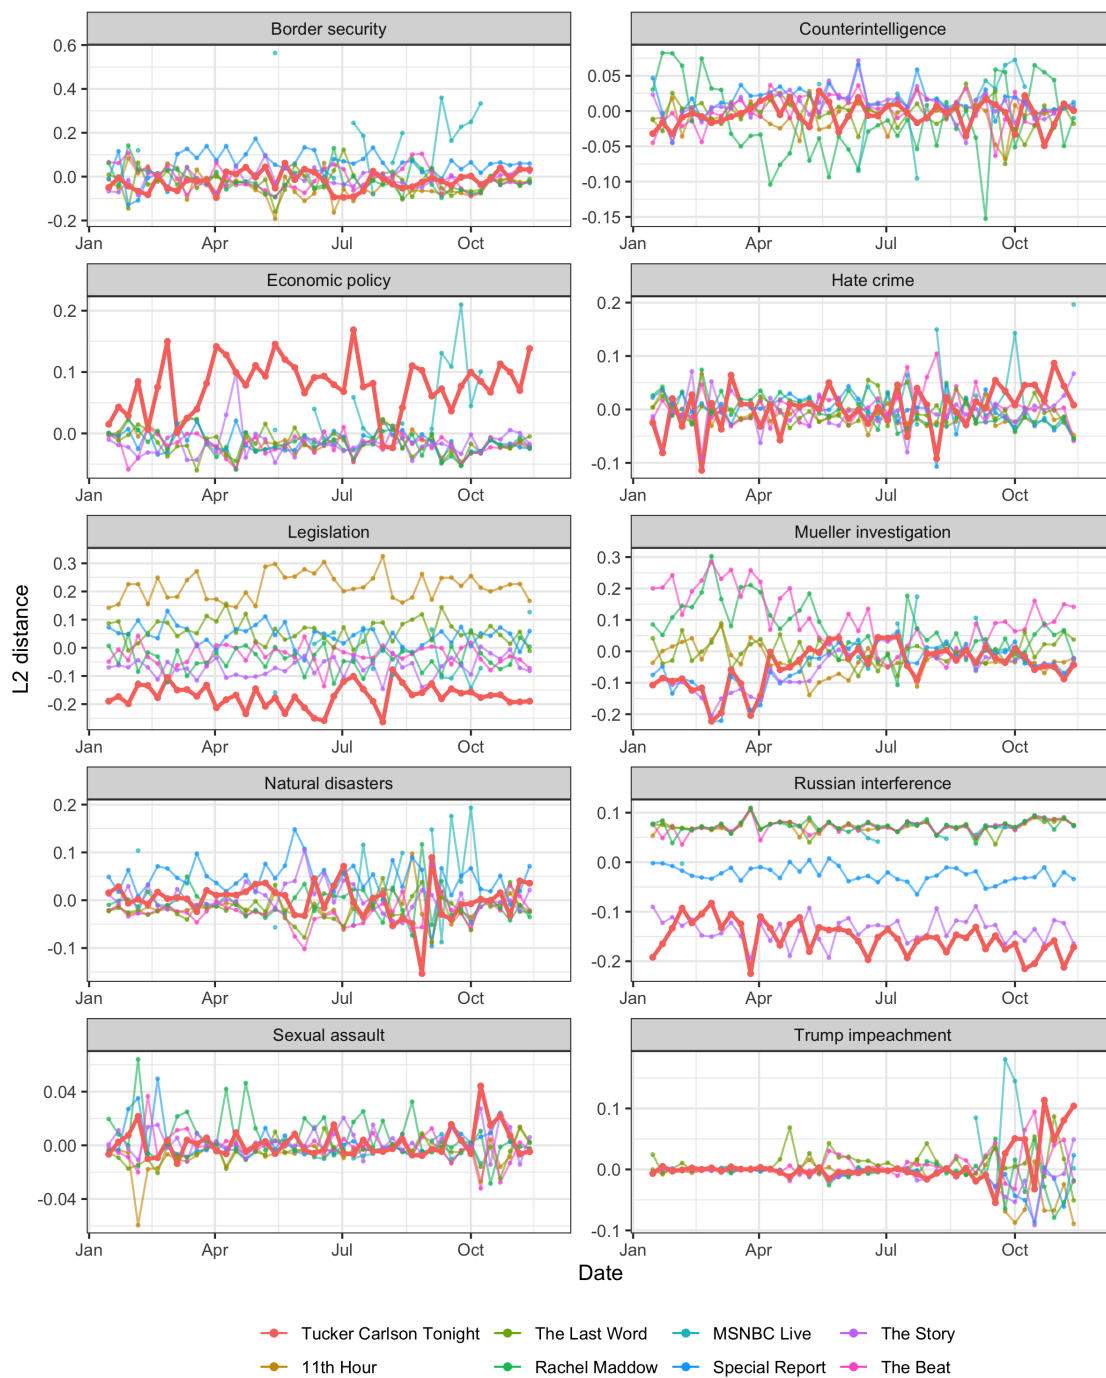 Border security
Counterintelligence
0.6
0.4
0.2
0.0
-0.2
0.05
0.00
-0.05
-0.10
-0.15
Jan Apr Jul Oct
Jan Apr Jul Oct
Economic policy
Hate crime
0.2
0.1
0.0
0.2
0.1
0.0
-0.1
Jan Apr Jul Oct
Jan Apr Jul Oct
Legislation
Mueller investigation
0.3
0.2
0.1
0.0
-0.1
-0.2
0.3
0.2
0.1
0.0
-0.1
-0.2
Jan Apr Jul Oct
Jan Apr Jul Oct
L2 distance
Natural disasters
Russian interference
0.2
0.1
0.0
-0.1
0.1
0.0
-0.1
-0.2
Jan Apr Jul Oct
Jan Apr Jul Oct
Sexual assault
Trump impeachment
0.04
0.00
-0.04
0.1
0.0
-0.1
Jan Apr Jul Oct
Jan Apr Jul Oct
Date
Tucker Carlson Tonight The Last Word MSNBC Live The Story
11th Hour Rachel Maddow Special Report The Beat